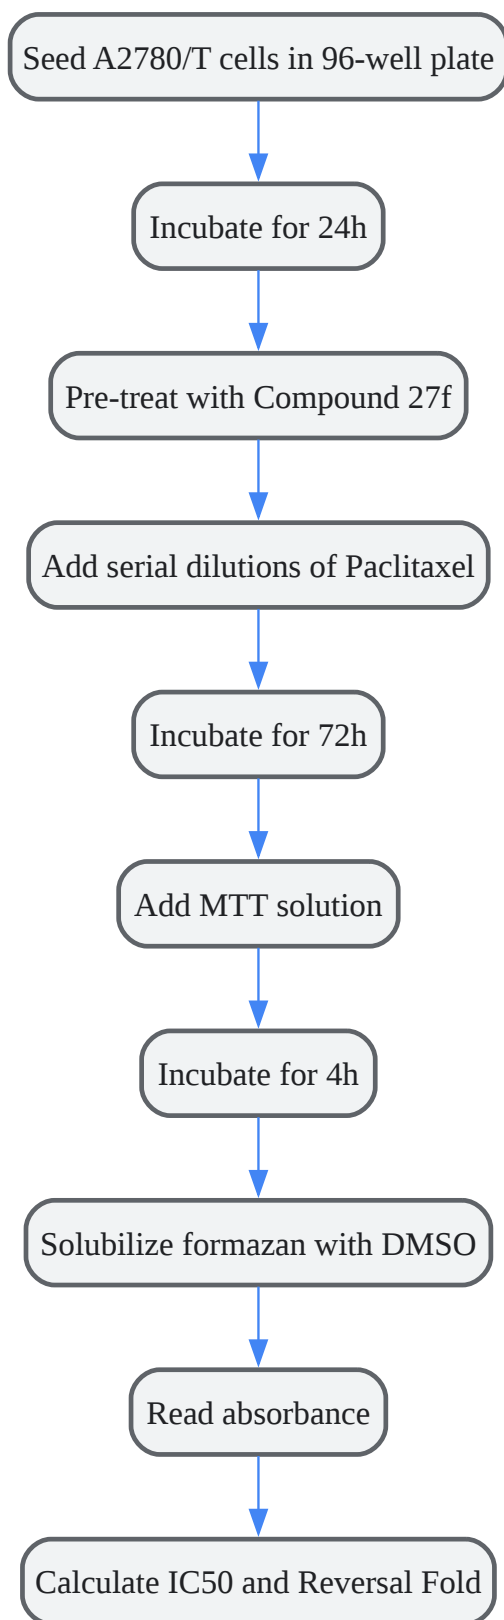 Seed A2780/T cells in 96-well plate
Incubate for 24h
Pre-treat with Compound 27f
Add serial dilutions of Paclitaxel
Incubate for 72h
Add MTT solution
Incubate for 4h
Solubilize formazan with DMSO
Read absorbance
Calculate IC50 and Reversal Fold